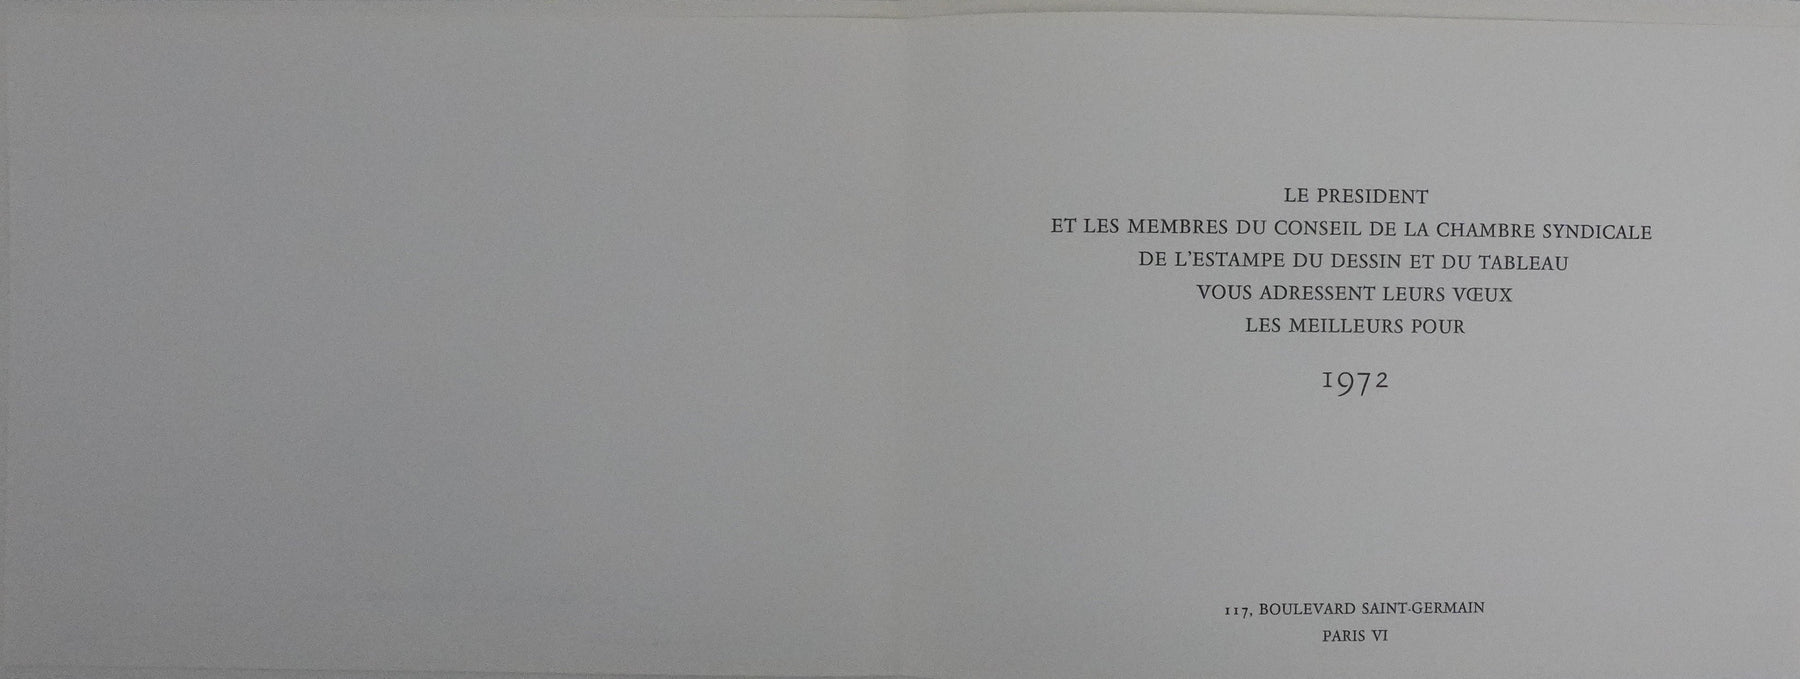 LE PRESIDENT
ET LES MEMBRES DU CONSEIL DE LA CHAMBRE SYNDICALE
DE L'ESTAMPE DU DESSIN ET DU TABLEAU
VOUS ADRESSENT LEURS VŒUX
LES MEILLEURS POUR
1972
117, BOULEVARD SAINT-GERMAIN
PARIS VI